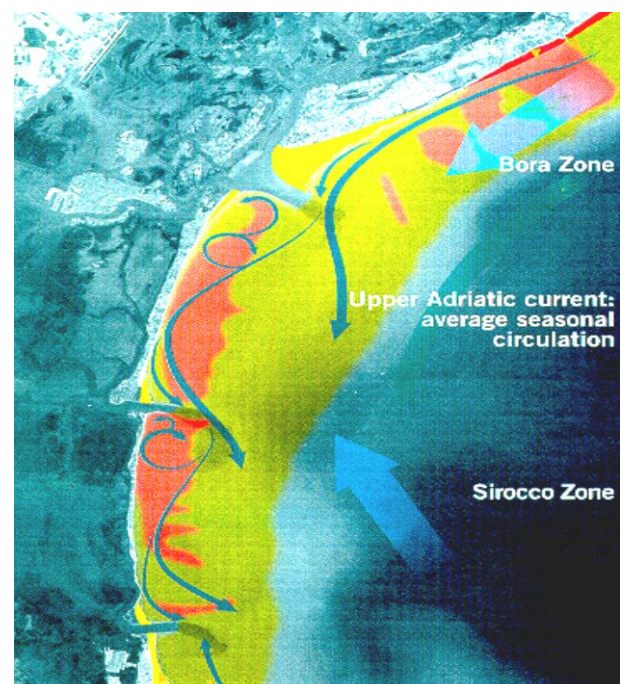 Bora Zone
Upper Adriatic current:
average seasonal
circulation
Sirocco Zone